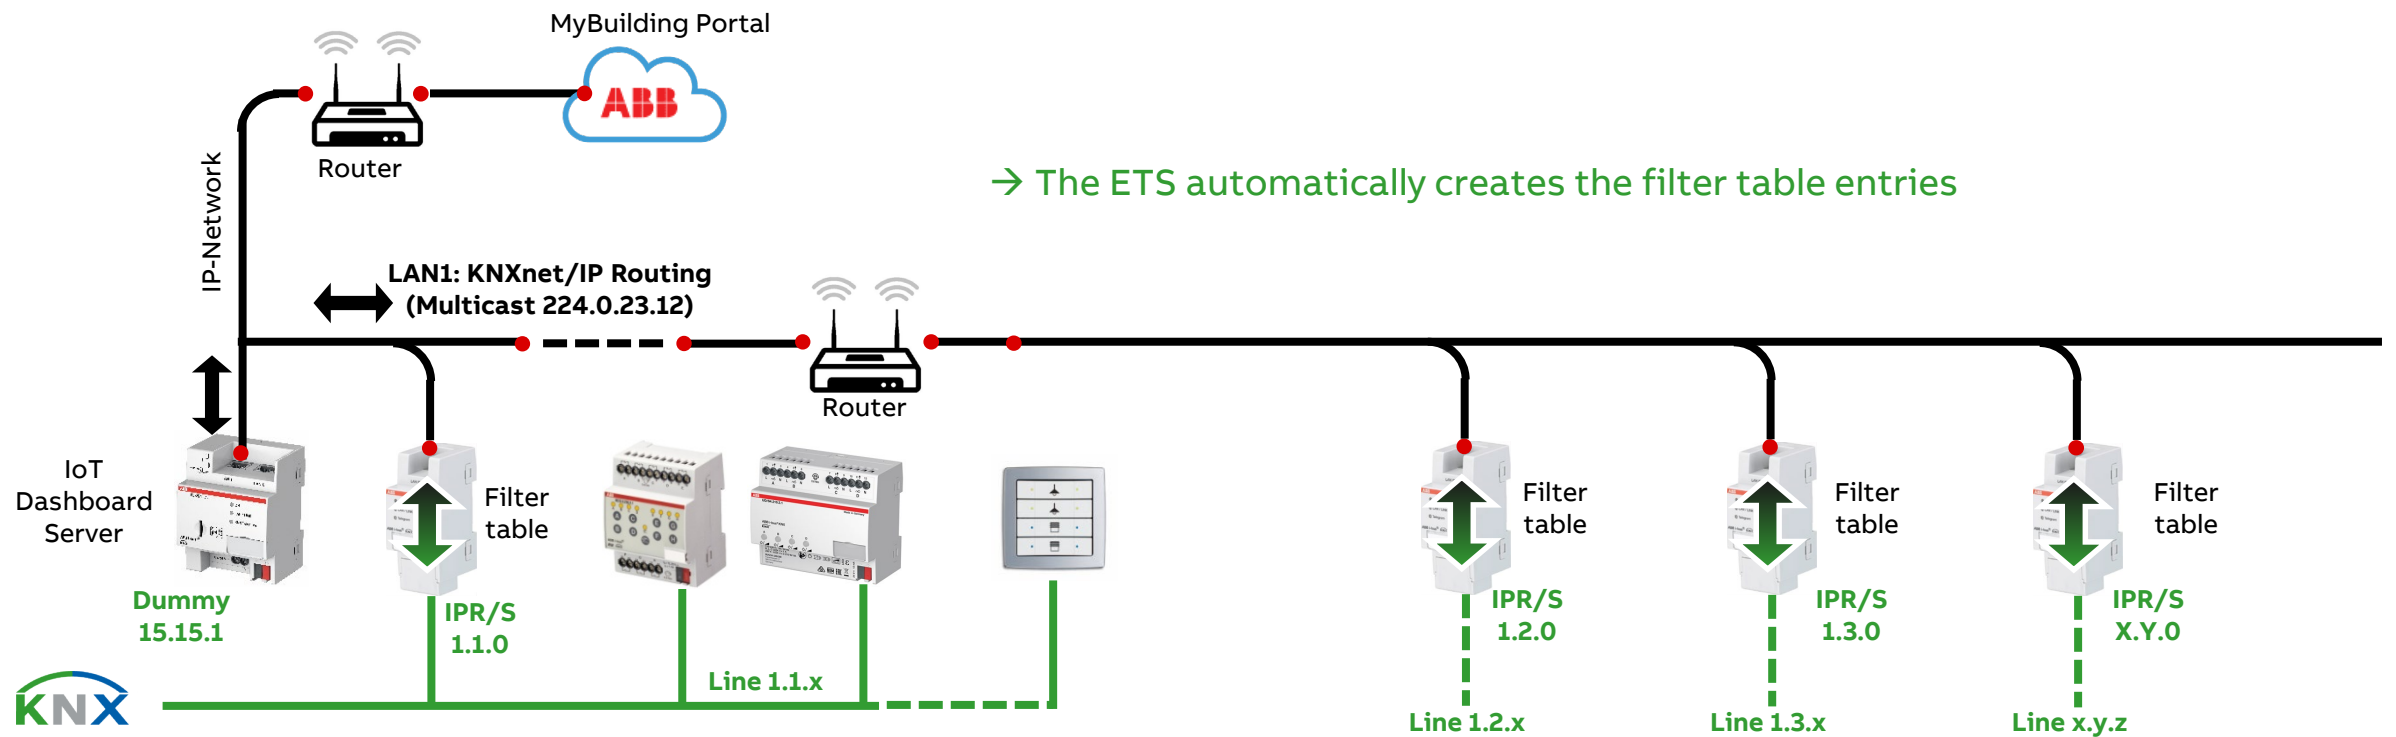 MyBuilding Portal
ABB
Router
IP-Network
→ The ETS automatically creates the filter table entries
LAN1: KNXnet/IP Routing
(Multicast 224.0.23.12)
Router
IoT
Dashboard
Server
Filter
table
Filter
table
Filter
table
Filter
table
Dummy
15.15.1
IPR/S
1.1.0
IPR/S
1.2.0
IPR/S
1.3.0
IPR/S
X.Y.0
KNX
Line 1.1.x
Line 1.2.x
Line 1.3.x
Line x.y.z